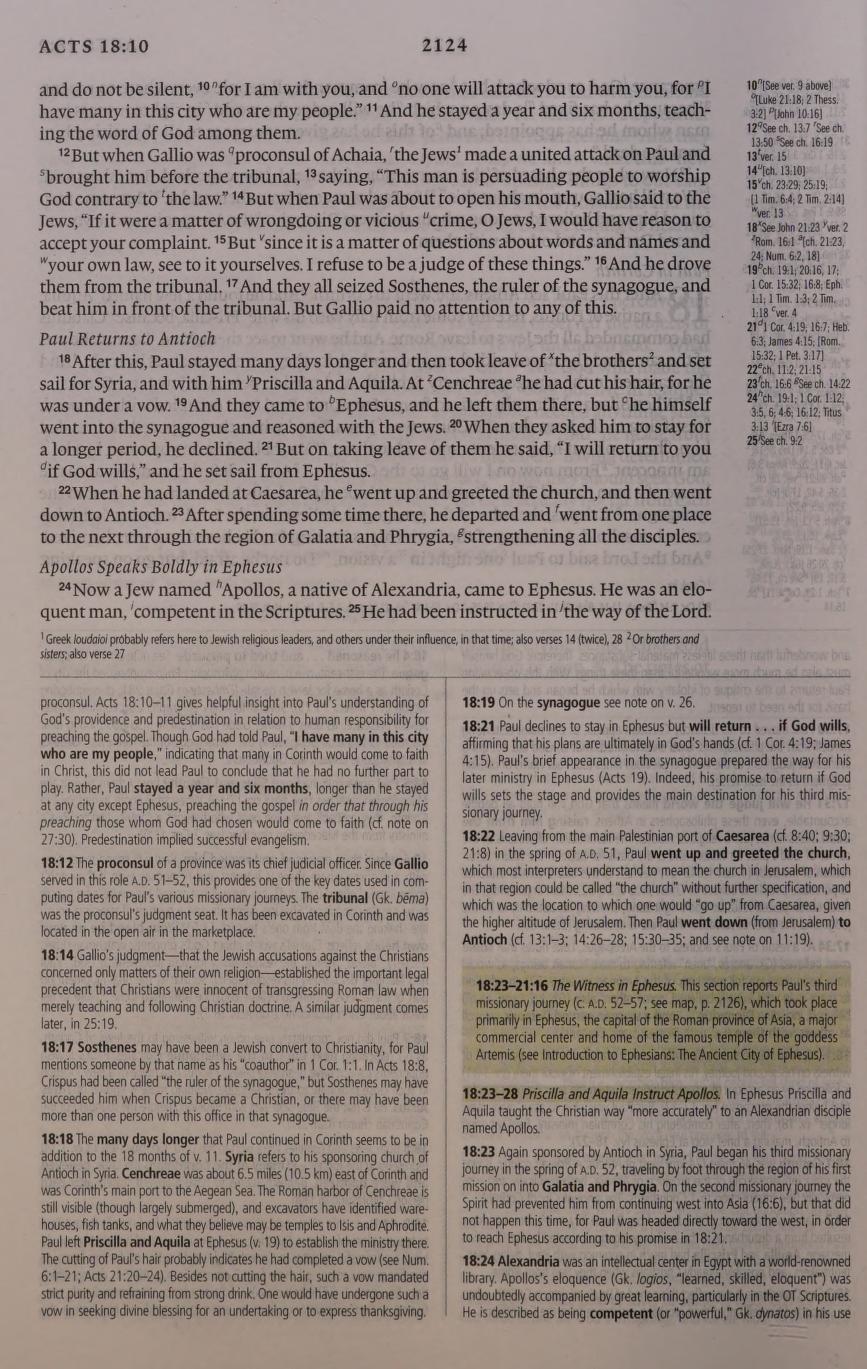 ACTS 18:10
2124
and do not be silent, ¹⁰ ⁿfor I am with you, and ᵒno one will attack you to harm you, for ᵖI
have many in this city who are my people.” ¹¹ And he stayed a year and six months, teach-
ing the word of God among them.
¹² But when Gallio was ᑫproconsul of Achaia, ʳthe Jews¹ made a united attack on Paul and
ˢbrought him before the tribunal, ¹³ saying, “This man is persuading people to worship
God contrary to ᵗthe law.” ¹⁴ But when Paul was about to open his mouth, Gallio said to the
Jews, “If it were a matter of wrongdoing or vicious ᵘcrime, O Jews, I would have reason to
accept your complaint. ¹⁵ But ᵛsince it is a matter of questions about words and names and
ʷyour own law, see to it yourselves. I refuse to be a judge of these things.” ¹⁶ And he drove
them from the tribunal. ¹⁷ And they all seized Sosthenes, the ruler of the synagogue, and
beat him in front of the tribunal. But Gallio paid no attention to any of this.
Paul Returns to Antioch
¹⁸ After this, Paul stayed many days longer and then took leave of ˣthe brothers² and set
sail for Syria, and with him ʸPriscilla and Aquila. At ᶻCenchreae ᵃhe had cut his hair, for he
was under a vow. ¹⁹ And they came to ᵇEphesus, and he left them there, but ᶜhe himself
went into the synagogue and reasoned with the Jews. ²⁰ When they asked him to stay for
a longer period, he declined. ²¹ But on taking leave of them he said, “I will return to you
ᵈif God wills,” and he set sail from Ephesus.
²² When he had landed at Caesarea, he ᵉwent up and greeted the church, and then went
down to Antioch. ²³ After spending some time there, he departed and ᶠwent from one place
to the next through the region of Galatia and Phrygia, ᵍstrengthening all the disciples.
Apollos Speaks Boldly in Ephesus
²⁴ Now a Jew named ʰApollos, a native of Alexandria, came to Ephesus. He was an elo-
quent man, ⁱcompetent in the Scriptures. ²⁵ He had been instructed in ʲthe way of the Lord.
10ⁿ[See ver. 9 above]
ᵒ[Luke 21:18; 2 Thess.
3:2] ᵖ[John 10:16]
12ᑫSee ch. 13:7 ʳSee ch.
13:50 ˢSee ch. 16:19
13ᵗver. 15
14ᵘ[ch. 13:10]
15ᵛch. 23:29; 25:19;
[1 Tim. 6:4; 2 Tim. 2:14]
ʷver. 13
18ˣSee John 21:23 ʸver. 2
ᶻRom. 16:1 ᵃ[ch. 21:23,
24; Num. 6:2, 18]
19ᵇch. 19:1; 20:16, 17;
1 Cor. 15:32; 16:8; Eph.
1:1; 1 Tim. 1:3; 2 Tim.
1:18 ᶜver. 4
21ᵈ1 Cor. 4:19; 16:7; Heb.
6:3; James 4:15; [Rom.
15:32; 1 Pet. 3:17]
22ᵉch. 11:2; 21:15
23ᶠch. 16:6 ᵍSee ch. 14:22
24ʰch. 19:1; 1 Cor. 1:12;
3:5, 6; 4:6; 16:12; Titus
3:13 ⁱ[Ezra 7:6]
25ʲSee ch. 9:2
¹ Greek Ioudaioi probably refers here to Jewish religious leaders, and others under their influence, in that time; also verses 14 (twice), 28 ² Or brothers and
sisters; also verse 27
proconsul. Acts 18:10–11 gives helpful insight into Paul’s understanding of
God’s providence and predestination in relation to human responsibility for
preaching the gospel. Though God had told Paul, “I have many in this city
who are my people,” indicating that many in Corinth would come to faith
in Christ, this did not lead Paul to conclude that he had no further part to
play. Rather, Paul stayed a year and six months, longer than he stayed
at any city except Ephesus, preaching the gospel in order that through his
preaching those whom God had chosen would come to faith (cf. note on
27:30). Predestination implied successful evangelism.
18:12 The proconsul of a province was its chief judicial officer. Since Gallio
served in this role A.D. 51–52, this provides one of the key dates used in com-
puting dates for Paul’s various missionary journeys. The tribunal (Gk. bēma)
was the proconsul’s judgment seat. It has been excavated in Corinth and was
located in the open air in the marketplace.
18:14 Gallio’s judgment—that the Jewish accusations against the Christians
concerned only matters of their own religion—established the important legal
precedent that Christians were innocent of transgressing Roman law when
merely teaching and following Christian doctrine. A similar judgment comes
later, in 25:19.
18:17 Sosthenes may have been a Jewish convert to Christianity, for Paul
mentions someone by that name as his “coauthor” in 1 Cor. 1:1. In Acts 18:8,
Crispus had been called “the ruler of the synagogue,” but Sosthenes may have
succeeded him when Crispus became a Christian, or there may have been
more than one person with this office in that synagogue.
18:18 The many days longer that Paul continued in Corinth seems to be in
addition to the 18 months of v. 11. Syria refers to his sponsoring church of
Antioch in Syria. Cenchreae was about 6.5 miles (10.5 km) east of Corinth and
was Corinth’s main port to the Aegean Sea. The Roman harbor of Cenchreae is
still visible (though largely submerged), and excavators have identified ware-
houses, fish tanks, and what they believe may be temples to Isis and Aphrodite.
Paul left Priscilla and Aquila at Ephesus (v. 19) to establish the ministry there.
The cutting of Paul’s hair probably indicates he had completed a vow (see Num.
6:1–21; Acts 21:20–24). Besides not cutting the hair, such a vow mandated
strict purity and refraining from strong drink. One would have undergone such a
vow in seeking divine blessing for an undertaking or to express thanksgiving.
18:19 On the synagogue see note on v. 26.
18:21 Paul declines to stay in Ephesus but will return . . . if God wills,
affirming that his plans are ultimately in God’s hands (cf. 1 Cor. 4:19; James
4:15). Paul’s brief appearance in the synagogue prepared the way for his
later ministry in Ephesus (Acts 19). Indeed, his promise to return if God
wills sets the stage and provides the main destination for his third mis-
sionary journey.
18:22 Leaving from the main Palestinian port of Caesarea (cf. 8:40; 9:30;
21:8) in the spring of A.D. 51, Paul went up and greeted the church,
which most interpreters understand to mean the church in Jerusalem, which
in that region could be called “the church” without further specification, and
which was the location to which one would “go up” from Caesarea, given
the higher altitude of Jerusalem. Then Paul went down (from Jerusalem) to
Antioch (cf. 13:1–3; 14:26–28; 15:30–35; and see note on 11:19).
18:23–21:16 The Witness in Ephesus. This section reports Paul’s third
missionary journey (c. A.D. 52–57; see map, p. 2126), which took place
primarily in Ephesus, the capital of the Roman province of Asia, a major
commercial center and home of the famous temple of the goddess
Artemis (see Introduction to Ephesians: The Ancient City of Ephesus).
18:23–28 Priscilla and Aquila Instruct Apollos. In Ephesus Priscilla and
Aquila taught the Christian way “more accurately” to an Alexandrian disciple
named Apollos.
18:23 Again sponsored by Antioch in Syria, Paul began his third missionary
journey in the spring of A.D. 52, traveling by foot through the region of his first
mission on into Galatia and Phrygia. On the second missionary journey the
Spirit had prevented him from continuing west into Asia (16:6), but that did
not happen this time, for Paul was headed directly toward the west, in order
to reach Ephesus according to his promise in 18:21.
18:24 Alexandria was an intellectual center in Egypt with a world-renowned
library. Apollos’s eloquence (Gk. logios, “learned, skilled, eloquent”) was
undoubtedly accompanied by great learning, particularly in the OT Scriptures.
He is described as being competent (or “powerful,” Gk. dynatos) in his use